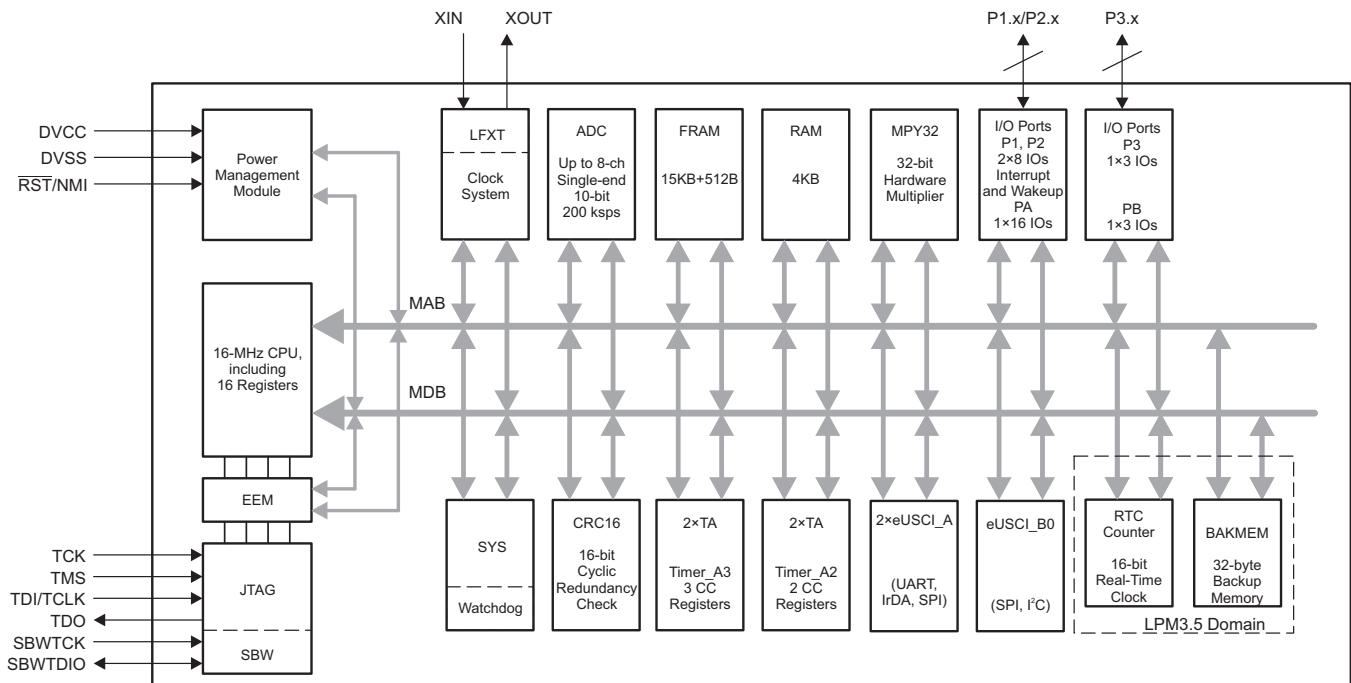 XIN
XOUT
P1.x/P2.x
P3.x
DVCC
DVSS
RST/NMI
Power
Management
Module
LFXT
Clock
System
ADC
Up to 8-ch
Single-end
10-bit
200 ksps
FRAM
15KB+512B
RAM
4KB
MPY32
32-bit
Hardware
Multiplier
I/O Ports
P1, P2
2×8 IOs
Interrupt
and Wakeup
PA
1×16 IOs
I/O Ports
P3
1×3 IOs
PB
1×3 IOs
MAB
16-MHz CPU,
including
16 Registers
MDB
EEM
TCK
TMS
TDI/TCLK
TDO
SBWTCK
SBWTDIO
JTAG
SBW
SYS
Watchdog
CRC16
16-bit
Cyclic
Redundancy
Check
2×TA
Timer_A3
3 CC
Registers
2×TA
Timer_A2
2 CC
Registers
2×eUSCI_A
(UART,
IrDA, SPI)
eUSCI_B0
(SPI, I²C)
RTC
Counter
16-bit
Real-Time
Clock
BAKMEM
32-byte
Backup
Memory
LPM3.5 Domain